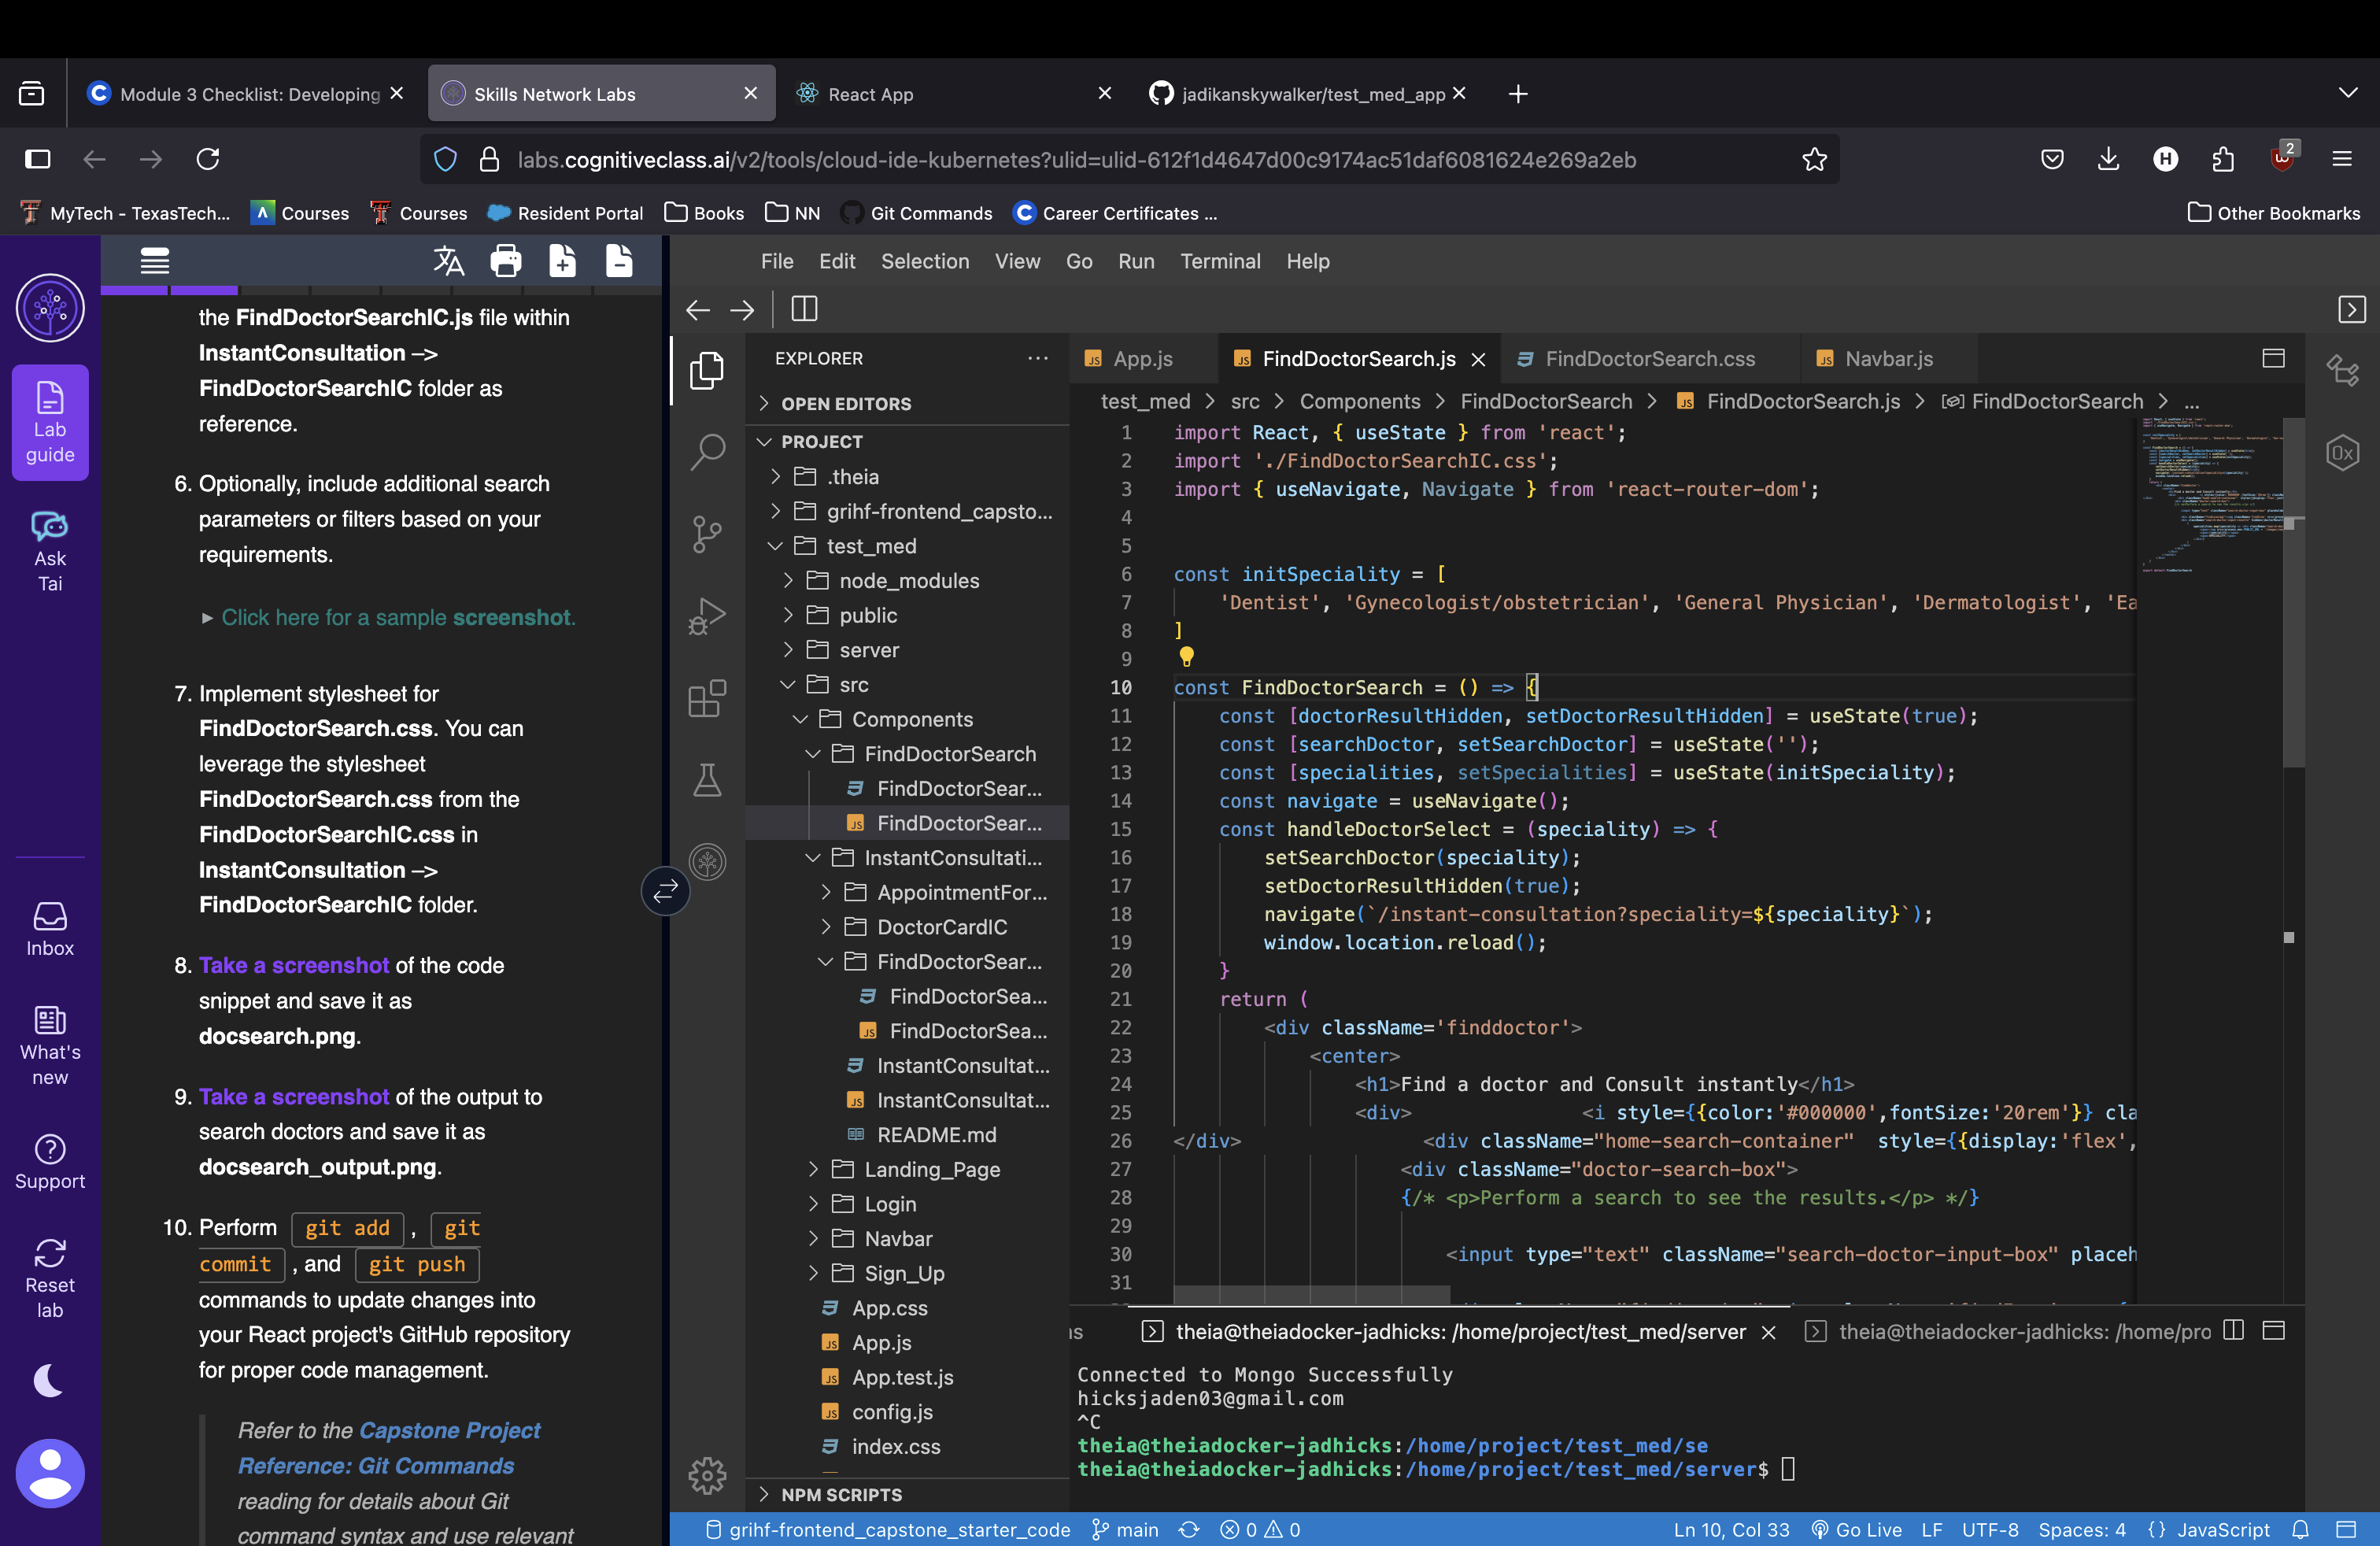 Module 3 Checklist: Developing
Skills Network Labs
React App
jadikanskywalker/test_med_app
labs.cognitiveclass.ai/v2/tools/cloud-ide-kubernetes?ulid=ulid-612f1d4647d00c9174ac51daf6081624e269a2eb
2
MyTech - TexasTech...
Courses
Courses
Resident Portal
Books
NN
Git Commands
Career Certificates ...
Other Bookmarks
Lab guide
Ask Tai
Inbox
What's new
Support
Reset lab
the FindDoctorSearchIC.js file within
InstantConsultation –>
FindDoctorSearchIC folder as
reference.
6. Optionally, include additional search
parameters or filters based on your
requirements.
► Click here for a sample screenshot.
7. Implement stylesheet for
FindDoctorSearch.css. You can
leverage the stylesheet
FindDoctorSearch.css from the
FindDoctorSearchIC.css in
InstantConsultation –>
FindDoctorSearchIC folder.
8. Take a screenshot of the code
snippet and save it as
docsearch.png.
9. Take a screenshot of the output to
search doctors and save it as
docsearch_output.png.
10. Perform git add , git
commit , and git push
commands to update changes into
your React project's GitHub repository
for proper code management.
Refer to the Capstone Project
Reference: Git Commands
reading for details about Git
command syntax and use relevant
File Edit Selection View Go Run Terminal Help
EXPLORER
OPEN EDITORS
PROJECT
.theia
grihf-frontend_capsto...
test_med
node_modules
public
server
src
Components
FindDoctorSearch
FindDoctorSear...
FindDoctorSear...
InstantConsultati...
AppointmentFor...
DoctorCardIC
FindDoctorSear...
FindDoctorSea...
FindDoctorSea...
InstantConsultat...
InstantConsultat...
README.md
Landing_Page
Login
Navbar
Sign_Up
App.css
App.js
App.test.js
config.js
index.css
NPM SCRIPTS
App.js
FindDoctorSearch.js
FindDoctorSearch.css
Navbar.js
test_med > src > Components > FindDoctorSearch > FindDoctorSearch.js > FindDoctorSearch > ...
1 import React, { useState } from 'react';
2 import './FindDoctorSearchIC.css';
3 import { useNavigate, Navigate } from 'react-router-dom';
4
5
6 const initSpeciality = [
7 'Dentist', 'Gynecologist/obstetrician', 'General Physician', 'Dermatologist', 'Ea
8 ]
9
10 const FindDoctorSearch = () => {
11 const [doctorResultHidden, setDoctorResultHidden] = useState(true);
12 const [searchDoctor, setSearchDoctor] = useState('');
13 const [specialities, setSpecialities] = useState(initSpeciality);
14 const navigate = useNavigate();
15 const handleDoctorSelect = (speciality) => {
16 setSearchDoctor(speciality);
17 setDoctorResultHidden(true);
18 navigate(`/instant-consultation?speciality=${speciality}`);
19 window.location.reload();
20 }
21 return (
22 <div className='finddoctor'>
23 <center>
24 <h1>Find a doctor and Consult instantly</h1>
25 <div> <i style={{color:'#000000',fontSize:'20rem'}} cla
26 </div> <div className="home-search-container" style={{display:'flex',
27 <div className="doctor-search-box">
28 {/* <p>Perform a search to see the results.</p> */}
29
30 <input type="text" className="search-doctor-input-box" placeh
31
theia@theiadocker-jadhicks: /home/project/test_med/server
theia@theiadocker-jadhicks: /home/pro
Connected to Mongo Successfully
hicksjaden03@gmail.com
^C
theia@theiadocker-jadhicks:/home/project/test_med/se
theia@theiadocker-jadhicks:/home/project/test_med/server$
grihf-frontend_capstone_starter_code
main
0 0
Ln 10, Col 33
Go Live
LF
UTF-8
Spaces: 4
JavaScript